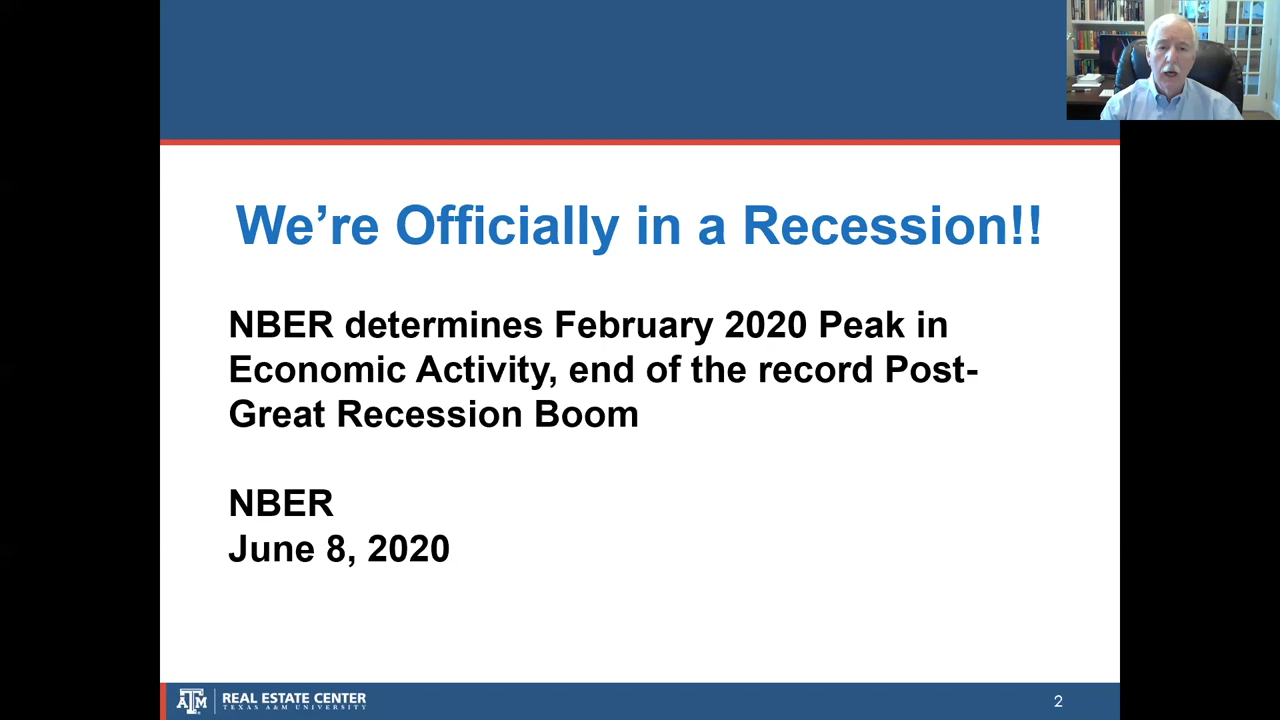 We're Officially in a Recession!!
NBER determines February 2020 Peak in
Economic Activity, end of the record Post-
Great Recession Boom
NBER
June 8, 2020
ATM
REAL ESTATE CENTER
TEXAS A&M UNIVERSITY
2